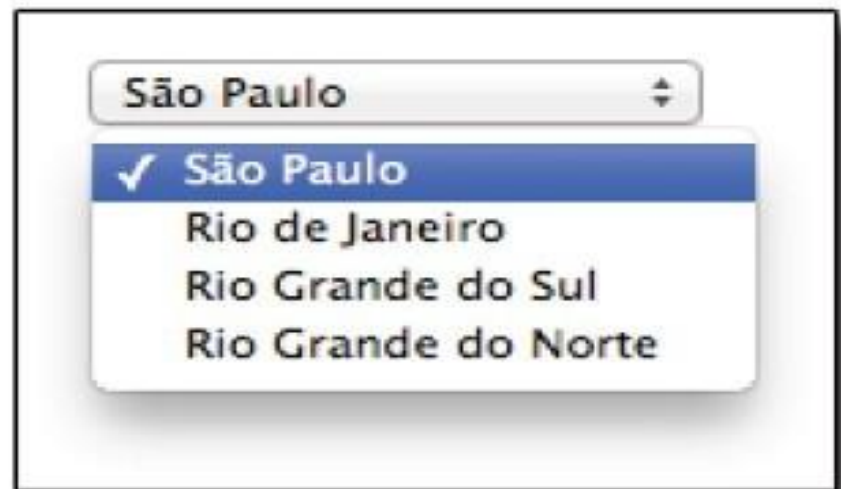 São Paulo
São Paulo
Rio de Janeiro
Rio Grande do Sul
Rio Grande do Norte